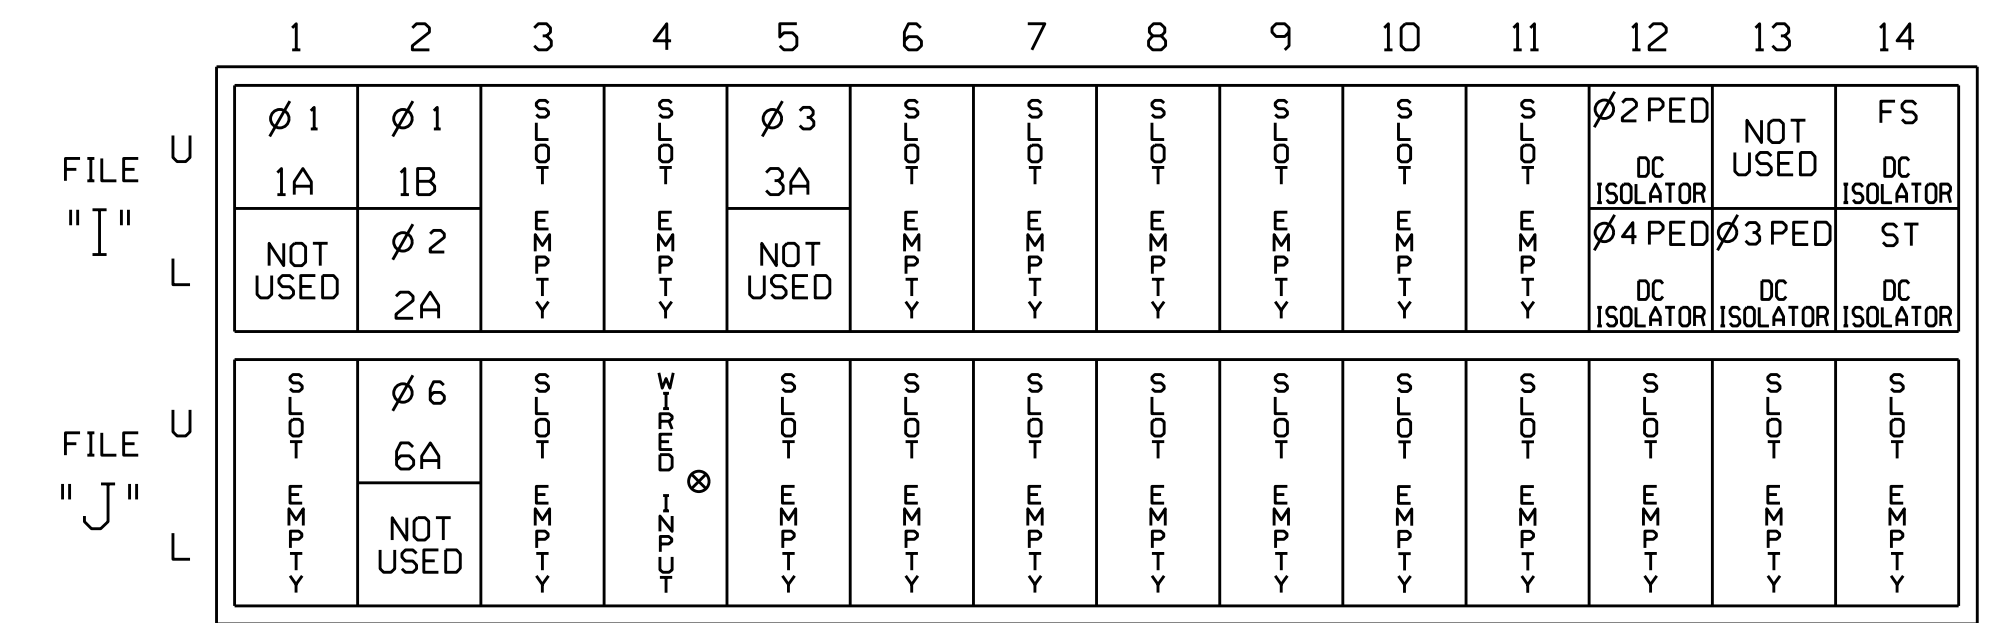 1 2 3 4 5 6 7 8 9 10 11 12 13 14
FILE
"I"
U
L
Ø 1
1A
NOT
USED
Ø 1
1B
Ø 2
2A
SLOT EMPTY
SLOT EMPTY
Ø 3
3A
NOT
USED
SLOT EMPTY
SLOT EMPTY
SLOT EMPTY
SLOT EMPTY
SLOT EMPTY
SLOT EMPTY
Ø2 PED
DC
ISOLATOR
Ø4 PED
DC
ISOLATOR
NOT
USED
Ø3 PED
DC
ISOLATOR
FS
DC
ISOLATOR
ST
DC
ISOLATOR
FILE
"J"
U
L
SLOT EMPTY
Ø 6
6A
NOT
USED
SLOT EMPTY
WIRED INPUT
⊗
SLOT EMPTY
SLOT EMPTY
SLOT EMPTY
SLOT EMPTY
SLOT EMPTY
SLOT EMPTY
SLOT EMPTY
SLOT EMPTY
SLOT EMPTY
SLOT EMPTY